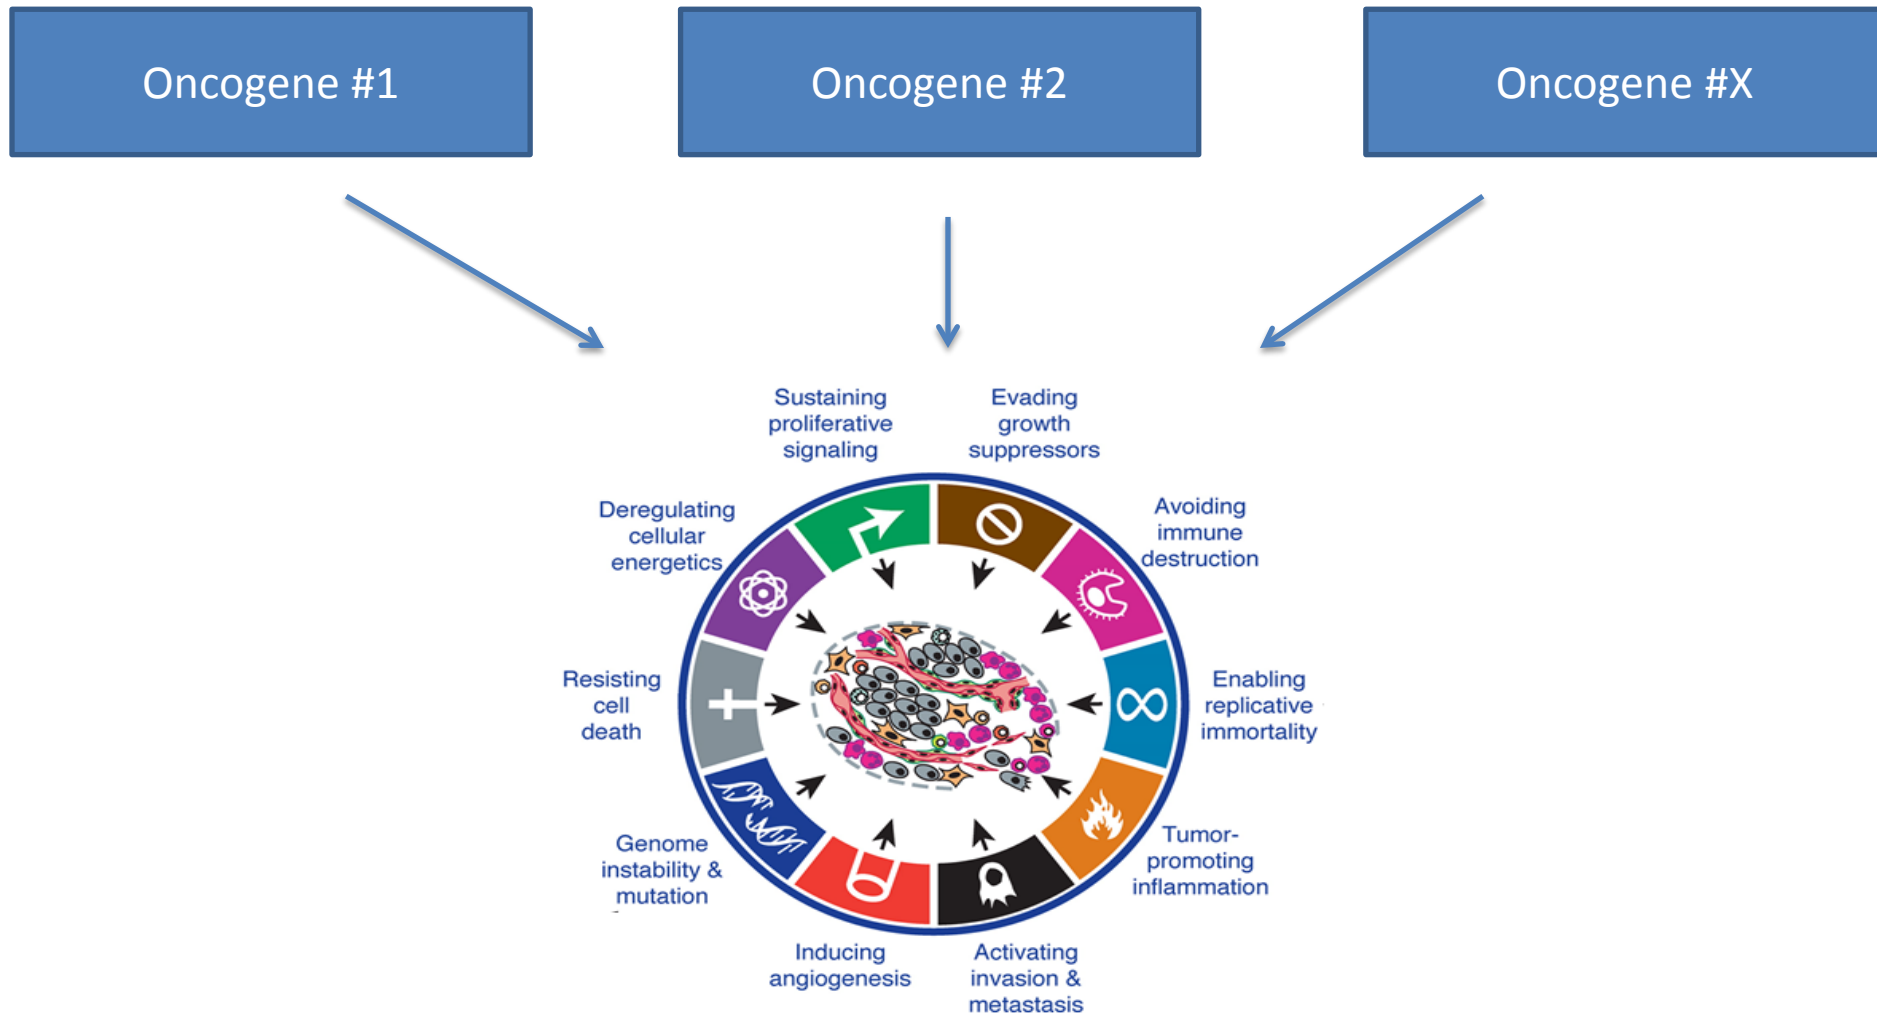 Oncogene #1
Oncogene #2
Oncogene #X
Sustaining
proliferative
signaling
Evading
growth
suppressors
Deregulating
cellular
energetics
Avoiding
immune
destruction
Resisting
cell
death
Enabling
replicative
immortality
Genome
instability &
mutation
Tumor-
promoting
inflammation
Inducing
angiogenesis
Activating
invasion &
metastasis